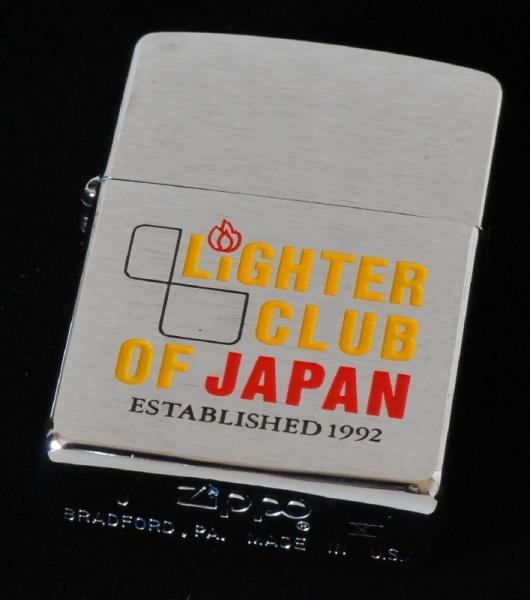 LiGHTER
CLUB
OF JAPAN
ESTABLISHED 1992
J Zippo® V
BRADFORD, PA. MADE IN U.S.